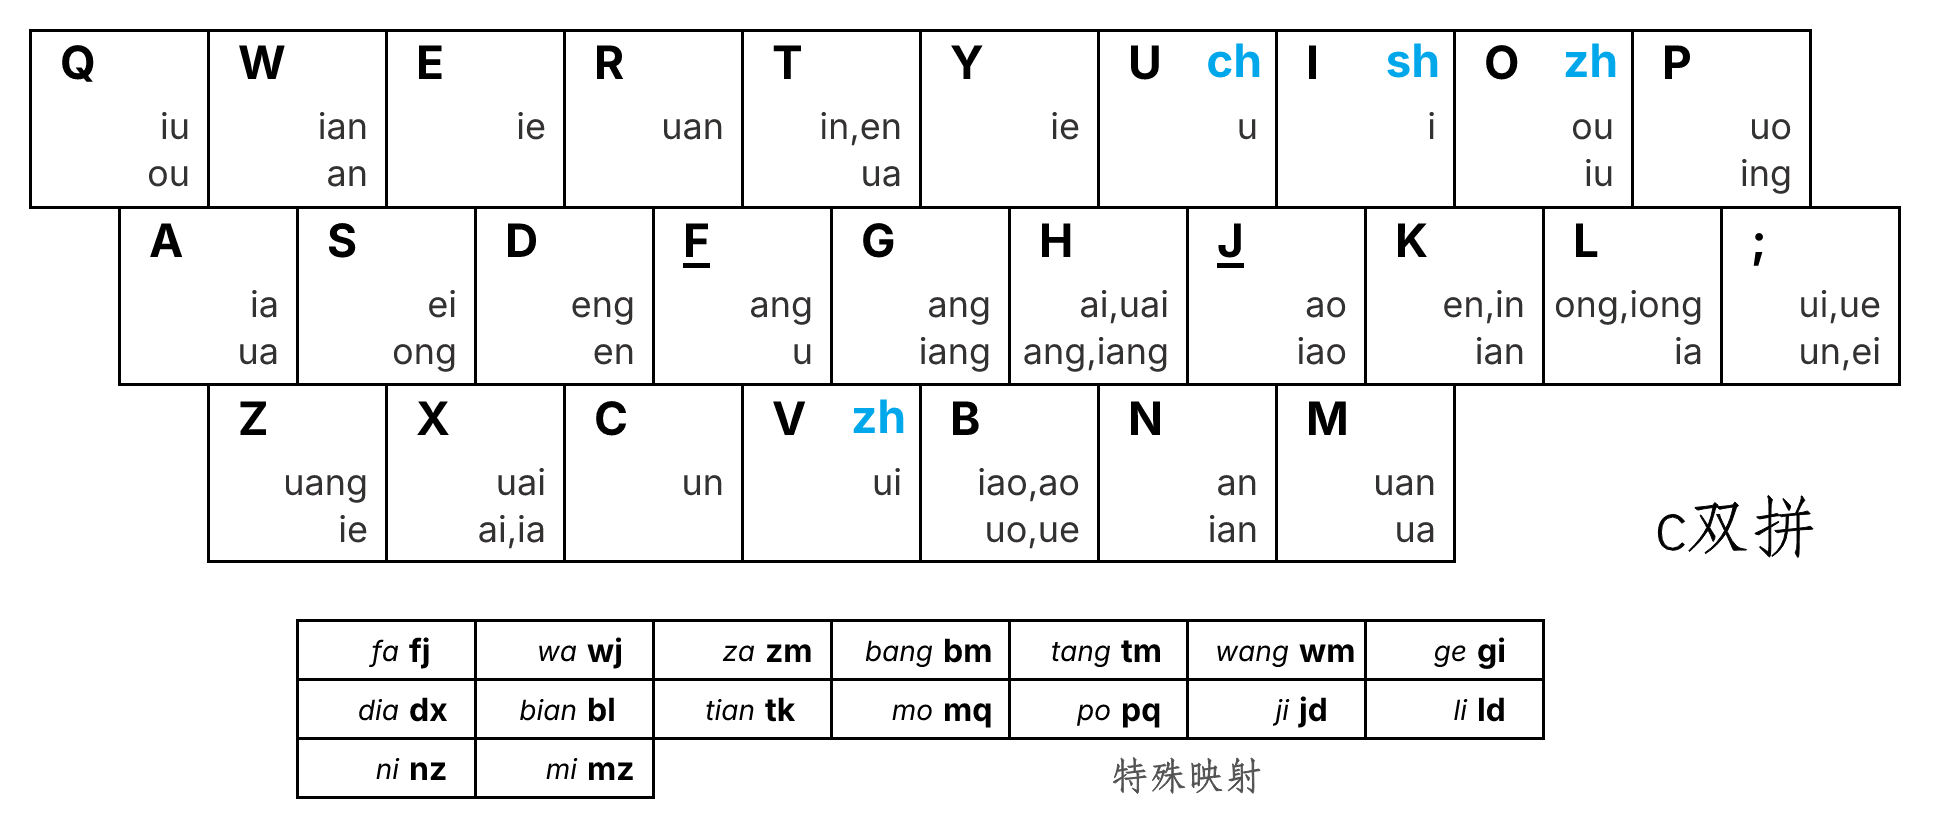 Q W E R T Y U ch I sh O zh P
iu ian ie uan in,en ie u i ou uo
ou an ua iu ing
A S D F G H J K L ;
ia ei eng ang ang ai,uai ao en,in ong,iong ui,ue
ua ong en u iang ang,iang iao ian ia un,ei
Z X C V zh B N M
uang uai un ui iao,ao an uan
ie ai,ia uo,ue ian ua
C双拼
fa fj wa wj za zm bang bm tang tm wang wm ge gi
dia dx bian bl tian tk mo mq po pq ji jd li ld
ni nz mi mz
特殊映射